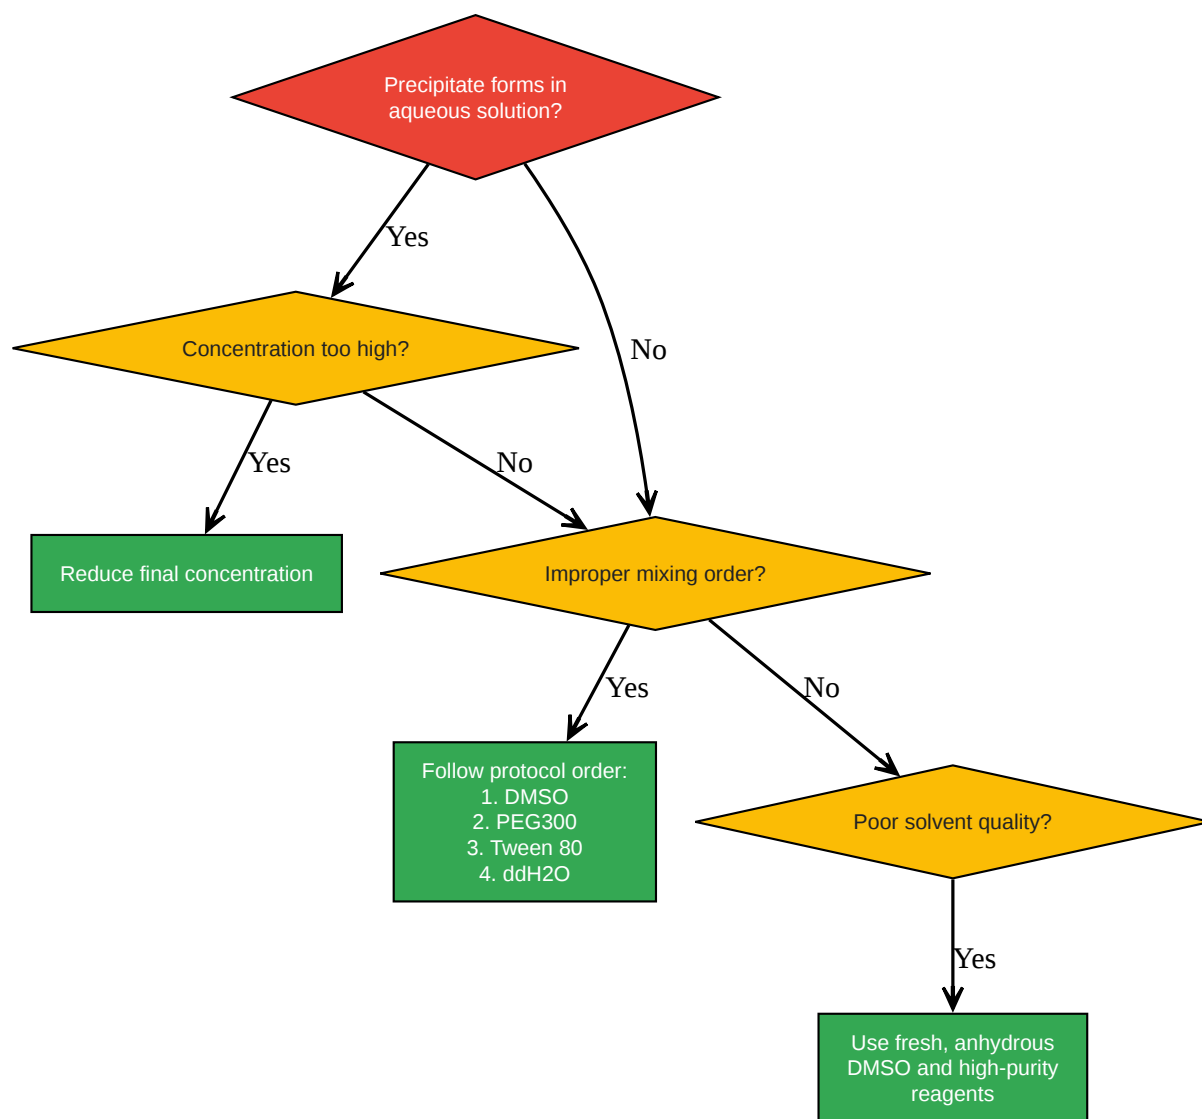 Precipitate forms in
aqueous solution?
Yes
No
Concentration too high?
Yes
No
Reduce final concentration
Improper mixing order?
Yes
No
Follow protocol order:
1. DMSO
2. PEG300
3. Tween 80
4. ddH2O
Poor solvent quality?
Yes
Use fresh, anhydrous
DMSO and high-purity
reagents